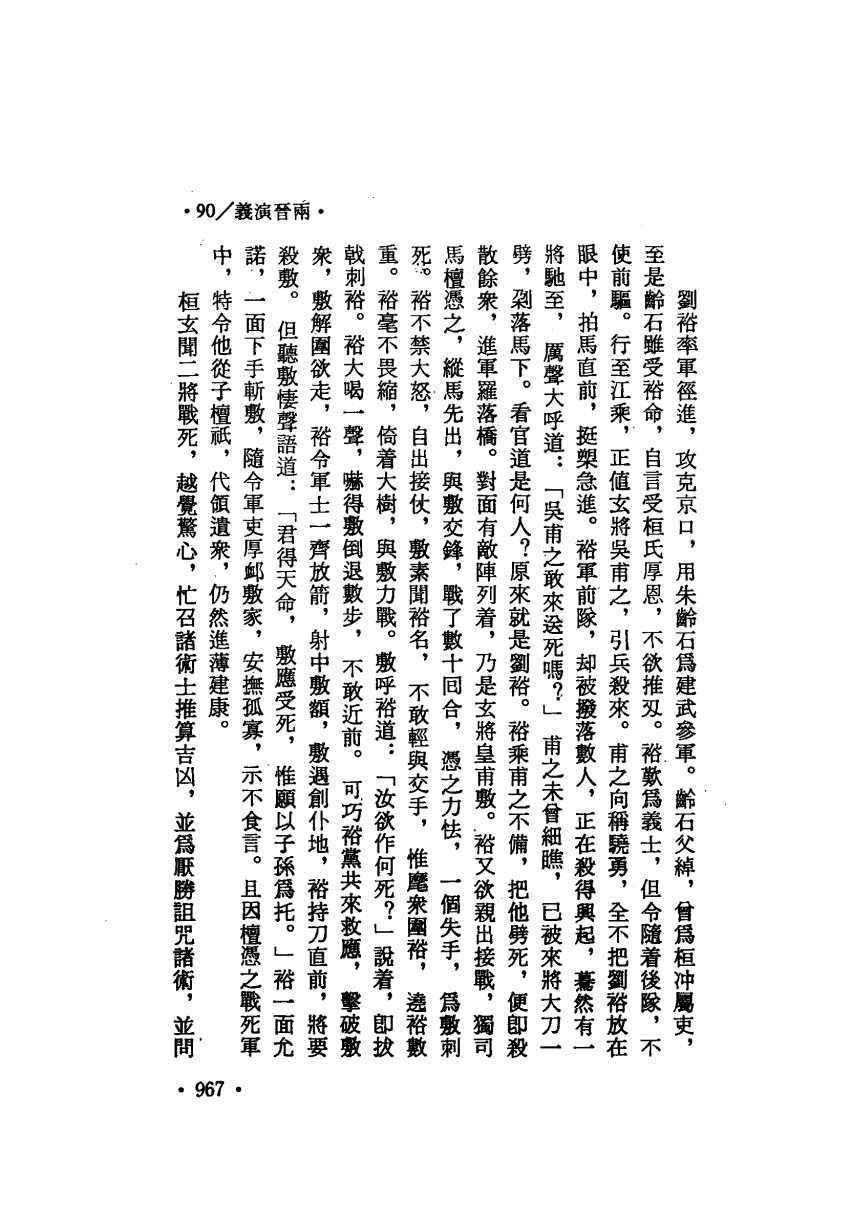 •90／義演晉兩•
劉裕率軍徑進，攻克京口，用朱齡石爲建武參軍。齡石父綽，曾爲桓冲屬吏，
至是齡石雖受裕命，自言受桓氏厚恩，不欲推刄。裕歎爲義士，但令隨着後隊，不
使前驅。行至江乘，正値玄將吳甫之，引兵殺來。甫之向稱驍勇，全不把劉裕放在
眼中，拍馬直前，挺槊急進。裕軍前隊，却被撥落數人，正在殺得興起，驀然有一
將馳至，厲聲大呼道：「吳甫之敢來送死嗎？」甫之未曾細瞧，已被來將大刀一
劈，剁落馬下。看官道是何人？原來就是劉裕。裕乘甫之不備，把他劈死，便即殺
散餘衆，進軍羅落橋。對面有敵陣列着，乃是玄將皇甫敷。裕又欲親出接戰，獨司
馬檀憑之，縱馬先出，與敷交鋒，戰了數十囘合，憑之力怯，一個失手，爲敷刺
死。裕不禁大怒，自出接仗，敷素聞裕名，不敢輕與交手，惟麾衆圍裕，遶裕數
重。裕毫不畏縮，倚着大樹，與敷力戰。敷呼裕道：「汝欲作何死？」說着，卽拔
戟刺裕。裕大喝一聲，嚇得敷倒退數步，不敢近前。可巧裕黨共來救應，擊破敷
衆，敷解圍欲走，裕令軍士一齊放箭，射中敷額，敷遇創仆地，裕持刀直前，將要
殺敷。但聽敷悽聲語道：「君得天命，敷應受死，惟願以子孫爲托。」裕一面允
諾，一面下手斬敷，隨令軍吏厚卹敷家，安撫孤寡，示不食言。且因檀憑之戰死軍
中，特令他從子檀祇，代領遺衆，仍然進薄建康。
桓玄聞二將戰死，越覺驚心，忙召諸術士推算吉凶，並爲厭勝詛咒諸術，並問
•967•